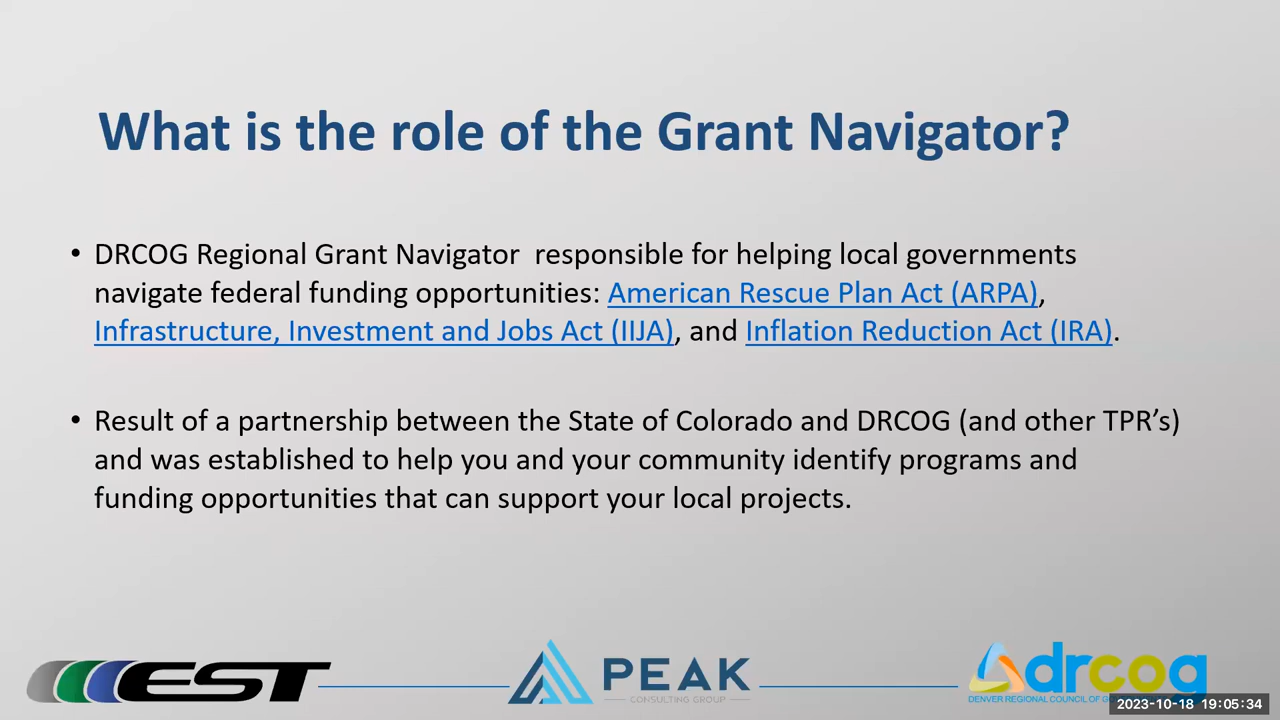 What is the role of the Grant Navigator?
• DRCOG Regional Grant Navigator responsible for helping local governments
navigate federal funding opportunities: American Rescue Plan Act (ARPA),
Infrastructure, Investment and Jobs Act (IIJA), and Inflation Reduction Act (IRA).
• Result of a partnership between the State of Colorado and DRCOG (and other TPR's)
and was established to help you and your community identify programs and
funding opportunities that can support your local projects.
EST
PEAK
CONSULTING GROUP
drcog
DENVER REGIONAL COUNCIL OF
2023-10-18 19:05:34